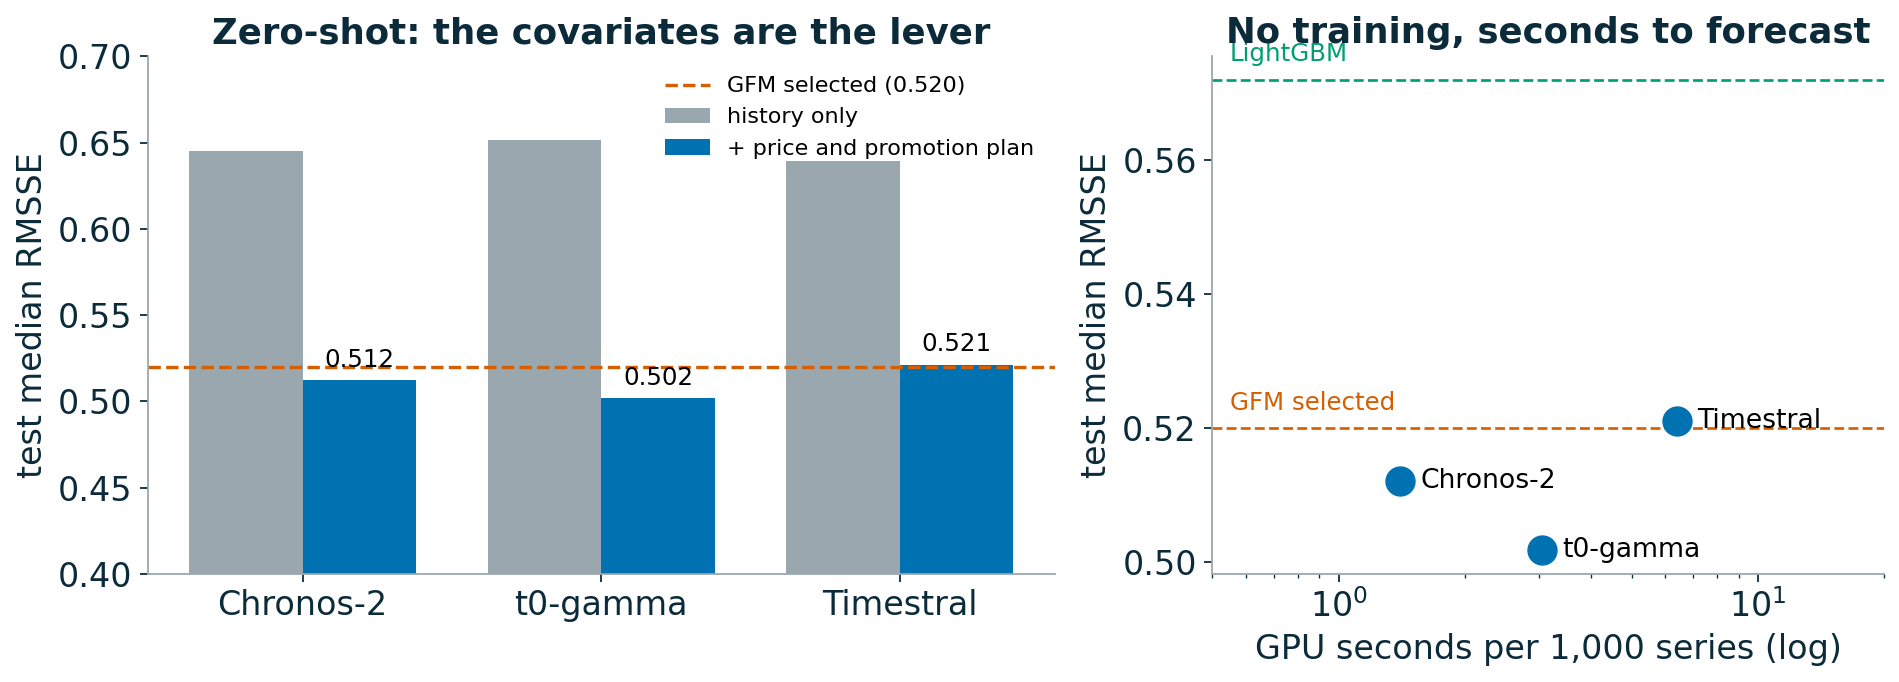 Zero-shot: the covariates are the lever
test median RMSSE
0.70
0.65
0.60
0.55
0.50
0.45
0.40
GFM selected (0.520)
history only
+ price and promotion plan
0.512
0.502
0.521
Chronos-2
t0-gamma
Timestral
No training, seconds to forecast
LightGBM
test median RMSSE
0.56
0.54
0.52
0.50
GFM selected
Timestral
Chronos-2
t0-gamma
10⁰
10¹
GPU seconds per 1,000 series (log)